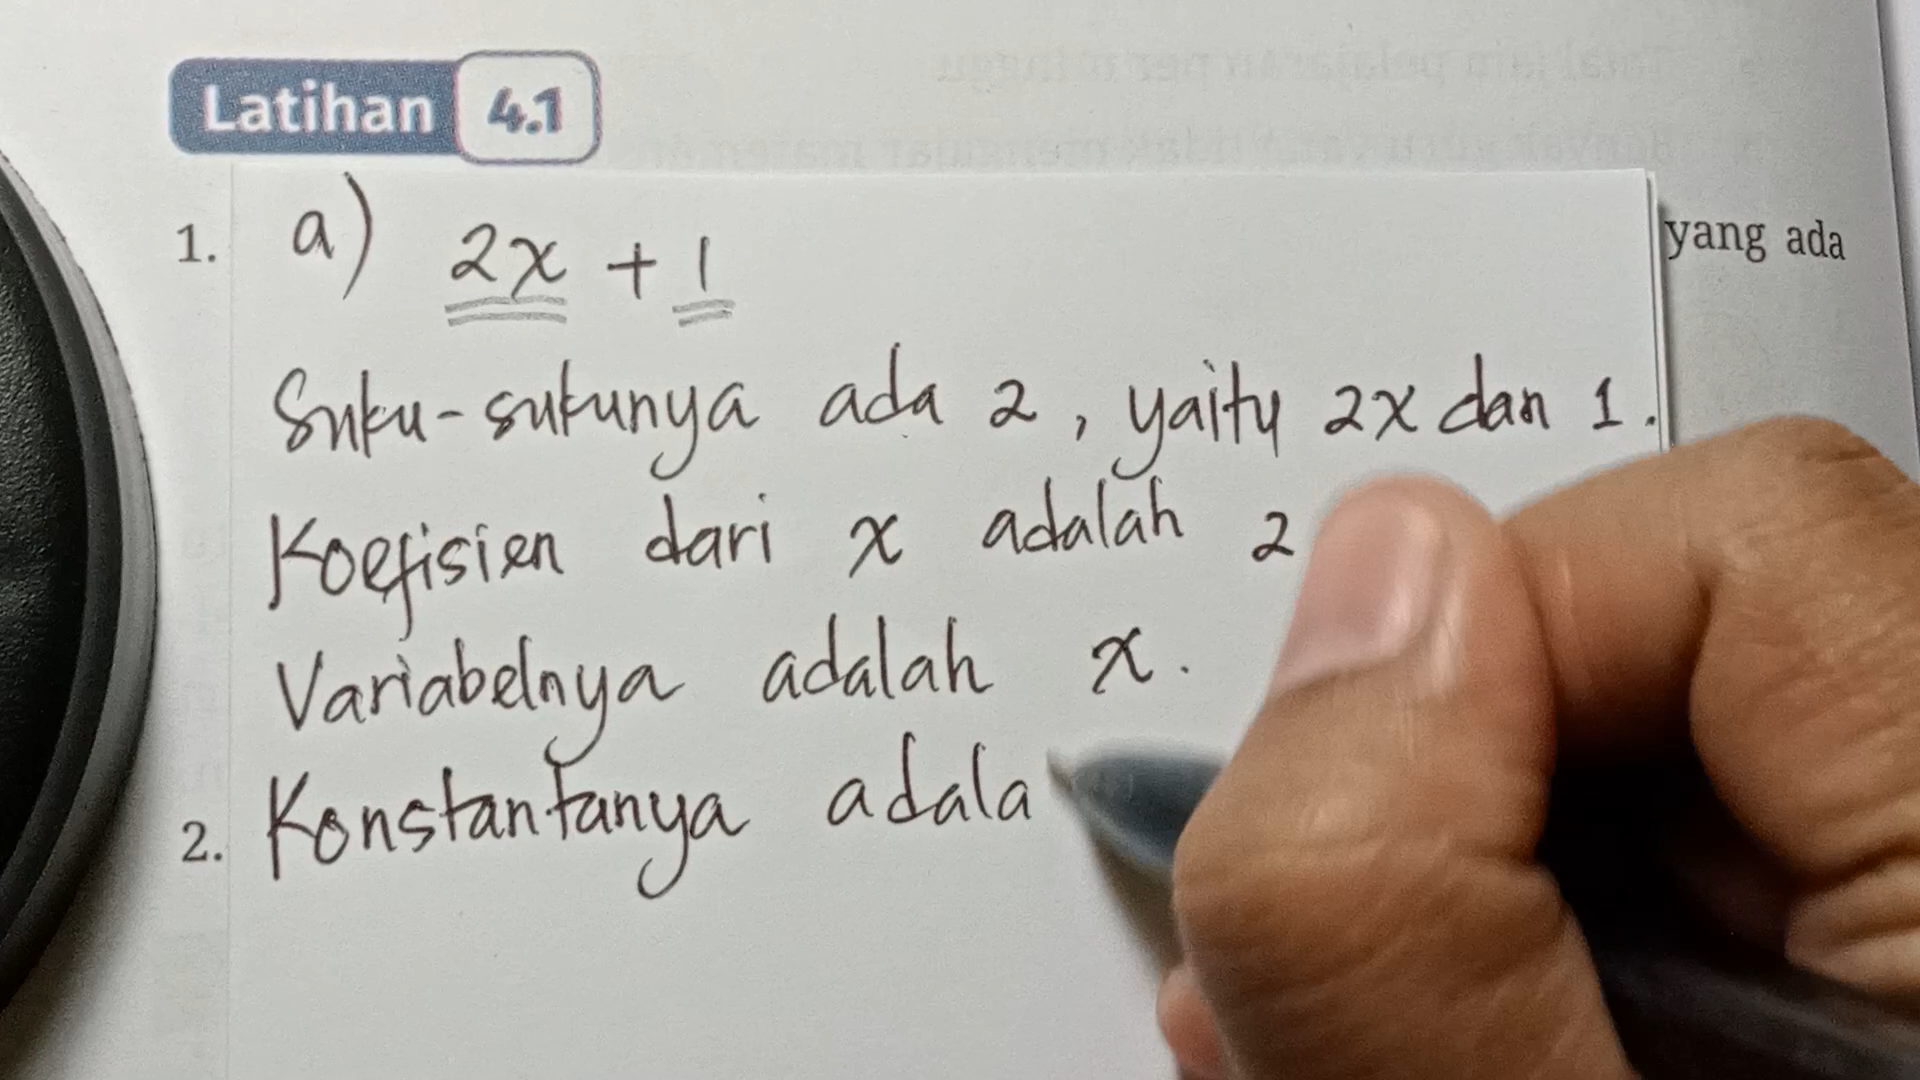 Latihan 4.1
1. a) 2x + 1 yang ada
Suku-sukunya ada 2, yaitu 2x dan 1.
Koefisien dari x adalah 2
Variabelnya adalah x.
2. Konstantanya adala